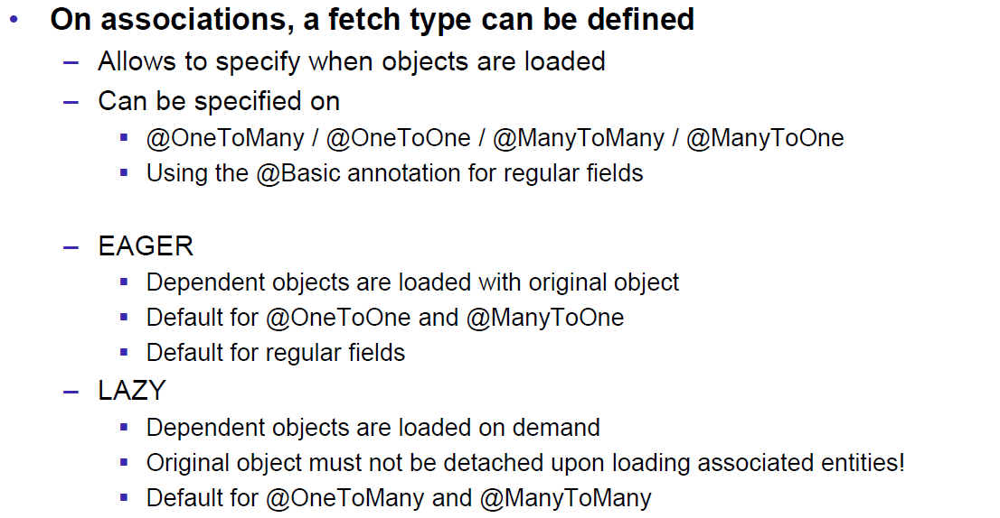 • On associations, a fetch type can be defined
– Allows to specify when objects are loaded
– Can be specified on
▪ @OneToMany / @OneToOne / @ManyToMany / @ManyToOne
▪ Using the @Basic annotation for regular fields
– EAGER
▪ Dependent objects are loaded with original object
▪ Default for @OneToOne and @ManyToOne
▪ Default for regular fields
– LAZY
▪ Dependent objects are loaded on demand
▪ Original object must not be detached upon loading associated entities!
▪ Default for @OneToMany and @ManyToMany